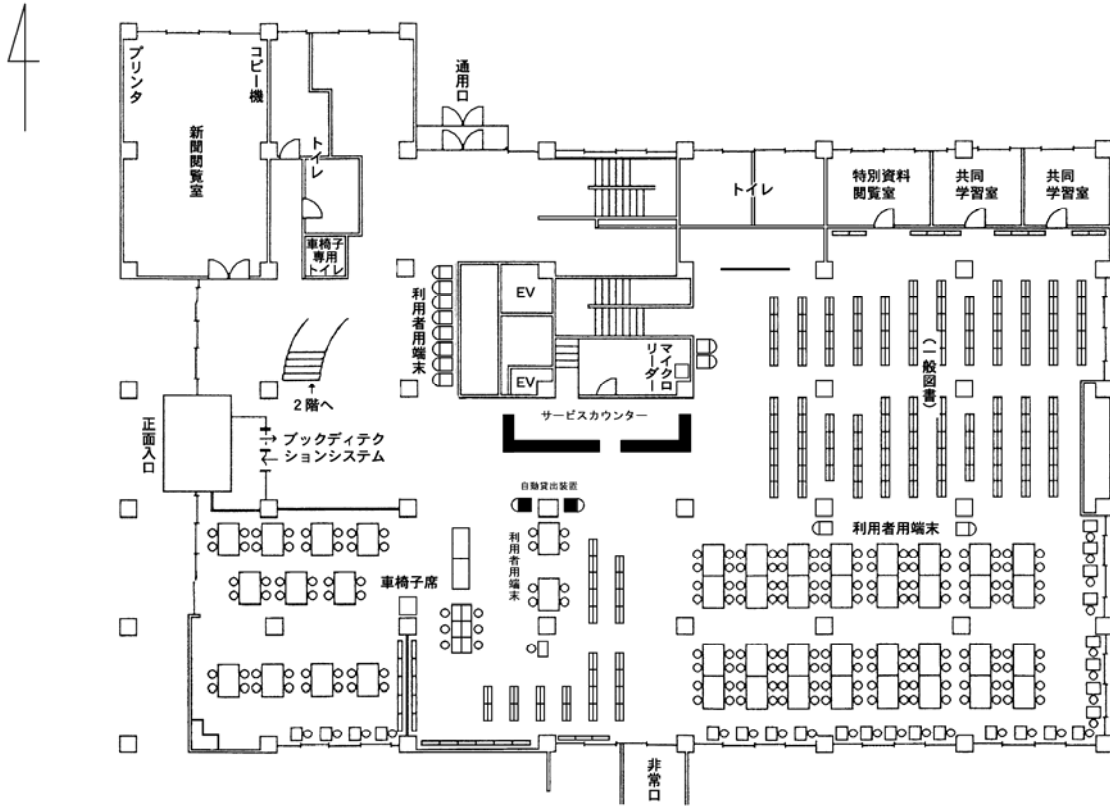 プリンタ
コピー機
新聞閲覧室
トイレ
車椅子
専用
トイレ
通用口
トイレ
特別資料
閲覧室
共同
学習室
共同
学習室
利用者用端末
EV
EV
マイクロ
リーダー
(一般図書)
2階へ
サービスカウンター
正面入口
ブックディテク
ションシステム
自動貸出装置
利用者用端末
利用者用端末
車椅子席
非常口